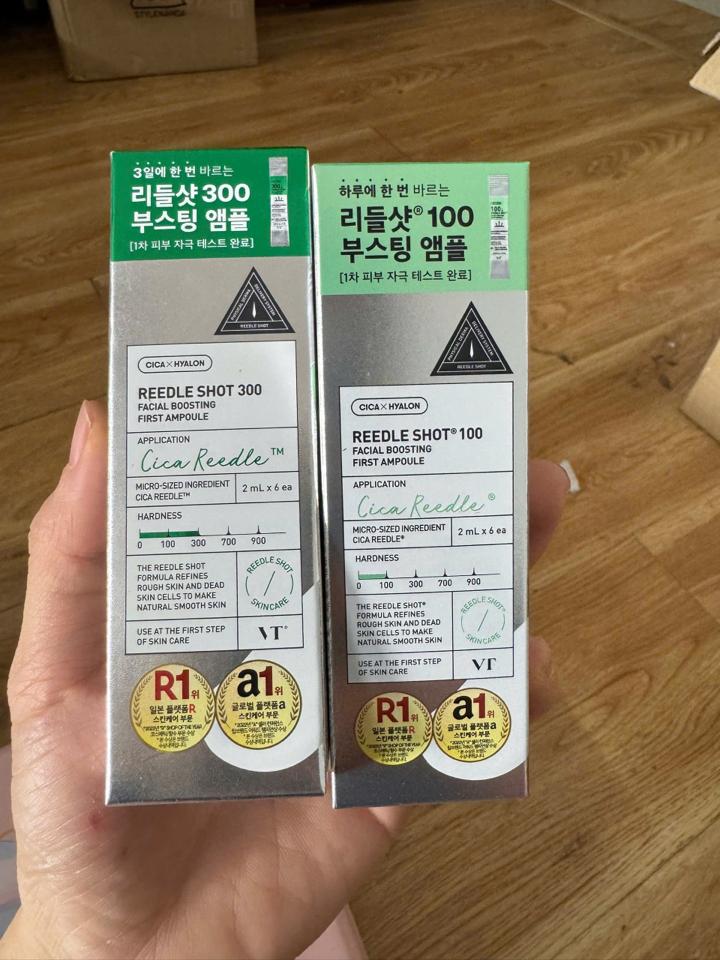 STYLEKOREAN
3일에 한 번 바르는
리들샷 300
부스팅 앰플
[1차 피부 자극 테스트 완료]
PHYSICAL DERMA
DELIVERY SYSTEM
REEDLE SHOT
CICA × HYALON
REEDLE SHOT 300
FACIAL BOOSTING
FIRST AMPOULE
APPLICATION
Cica Reedle™
MICRO-SIZED INGREDIENT
CICA REEDLE™
2 mL x 6 ea
HARDNESS
0 100 300 700 900
THE REEDLE SHOT
FORMULA REFINES
ROUGH SKIN AND DEAD
SKIN CELLS TO MAKE
NATURAL SMOOTH SKIN
REEDLE SHOT
SKINCARE
USE AT THE FIRST STEP
OF SKIN CARE
VT®
R1위
일본 플랫폼R
스킨케어 부문
a1위
글로벌 플랫폼a
스킨케어 부문
하루에 한 번 바르는
리들샷® 100
부스팅 앰플
[1차 피부 자극 테스트 완료]
PHYSICAL DERMA
DELIVERY SYSTEM
REEDLE SHOT
CICA × HYALON
REEDLE SHOT® 100
FACIAL BOOSTING
FIRST AMPOULE
APPLICATION
Cica Reedle®
MICRO-SIZED INGREDIENT
CICA REEDLE®
2 mL x 6 ea
HARDNESS
0 100 300 700 900
THE REEDLE SHOT®
FORMULA REFINES
ROUGH SKIN AND DEAD
SKIN CELLS TO MAKE
NATURAL SMOOTH SKIN
REEDLE SHOT®
SKINCARE
USE AT THE FIRST STEP
OF SKIN CARE
VT
R1위
일본 플랫폼R
스킨케어 부문
a1위
글로벌 플랫폼a
스킨케어 부문